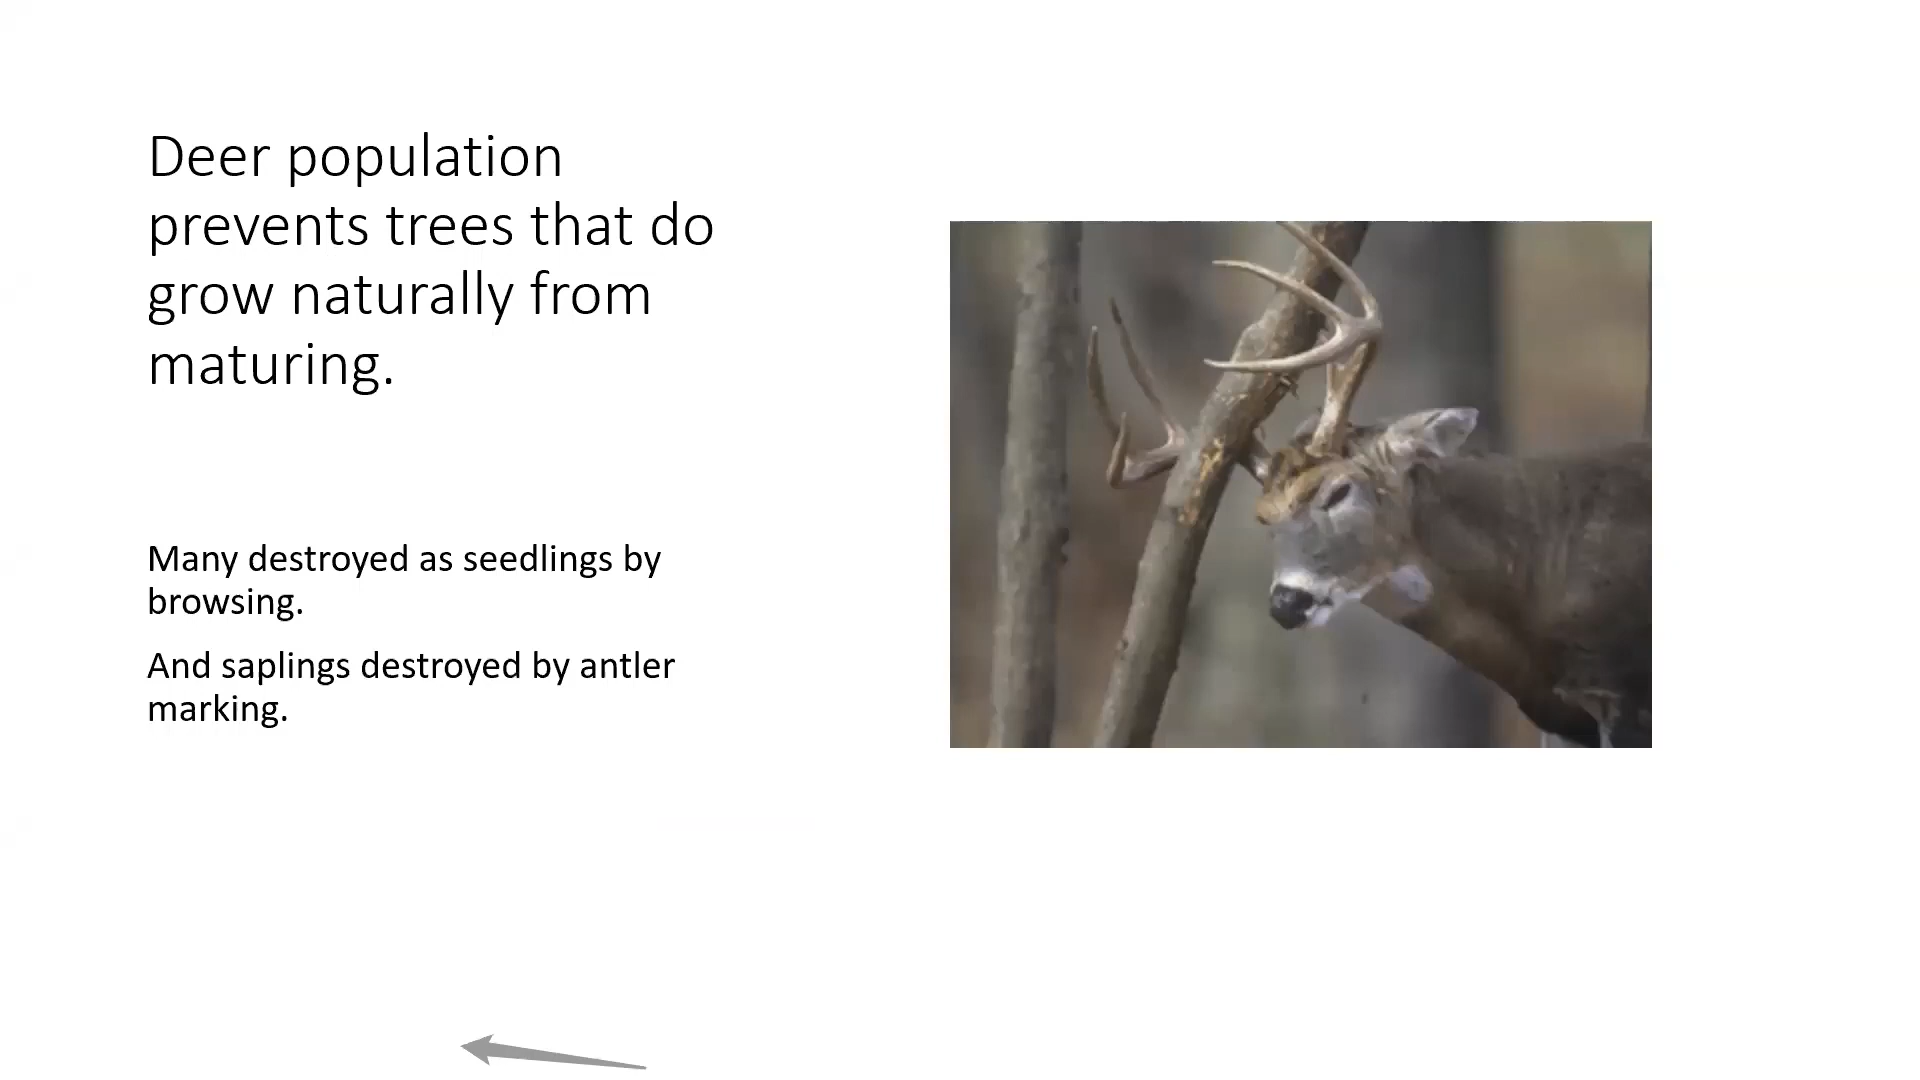 Deer population
prevents trees that do
grow naturally from
maturing.
Many destroyed as seedlings by
browsing.
And saplings destroyed by antler
marking.